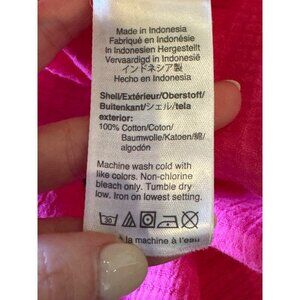 Made in Indonesia
Fabriqué en Indonésie
In Indonesien Hergestellt
Vervaardigd in Indonesië
インドネシア製
Hecho en Indonesia
Shell/Extérieur/Oberstoff/
Buitenkant/シェル/tela
exterior:
100% Cotton/Coton/
Baumwolle/Katoen/綿/
algodón
Machine wash cold with
like colors. Non-chlorine
bleach only. Tumble dry
low. Iron on lowest setting.
30
à la machine à l'eau